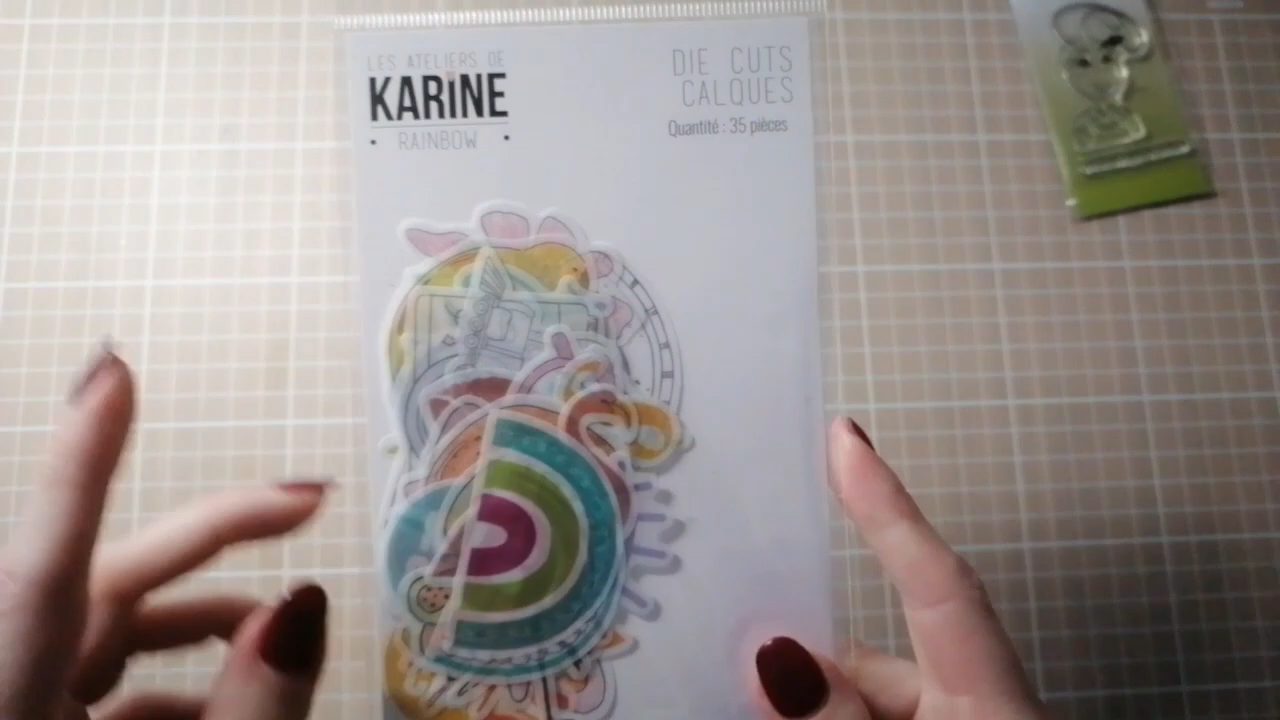 LES ATELIERS DE
KARINE
• RAINBOW •
DIE CUTS
CALQUES
Quantité : 35 pièces